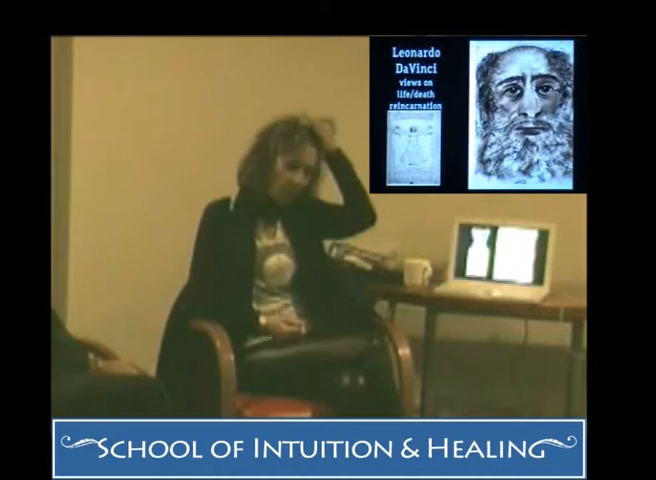 Leonardo
DaVinci
views on
life/death
reincarnation
SCHOOL OF INTUITION & HEALING